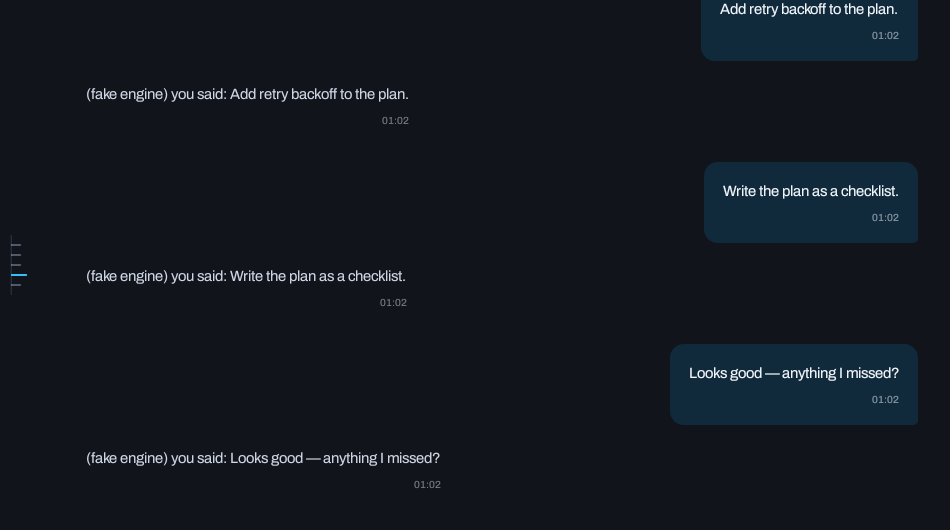 Add retry backoff to the plan.
01:02
(fake engine) you said: Add retry backoff to the plan.
01:02
Write the plan as a checklist.
01:02
(fake engine) you said: Write the plan as a checklist.
01:02
Looks good — anything I missed?
01:02
(fake engine) you said: Looks good — anything I missed?
01:02